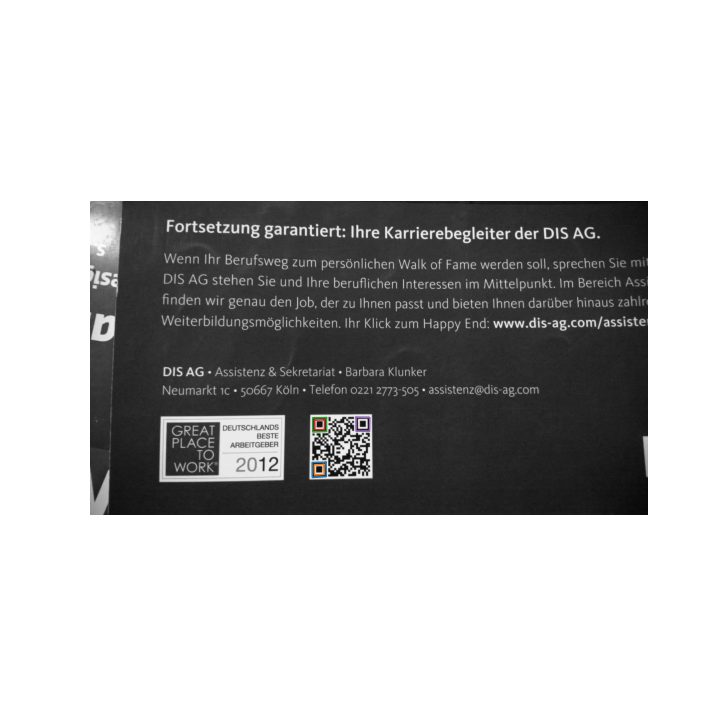 Fortsetzung garantiert: Ihre Karrierebegleiter der DIS AG.
Wenn Ihr Berufsweg zum persönlichen Walk of Fame werden soll, sprechen Sie mit
DIS AG stehen Sie und Ihre beruflichen Interessen im Mittelpunkt. Im Bereich Assi
finden wir genau den Job, der zu Ihnen passt und bieten Ihnen darüber hinaus zahlr
Weiterbildungsmöglichkeiten. Ihr Klick zum Happy End: www.dis-ag.com/assiste
DIS AG • Assistenz & Sekretariat • Barbara Klunker
Neumarkt 1c • 50667 Köln • Telefon 0221 2773-505 • assistenz@dis-ag.com
GREAT
PLACE
TO
WORK®
DEUTSCHLANDS
BESTE
ARBEITGEBER
2012